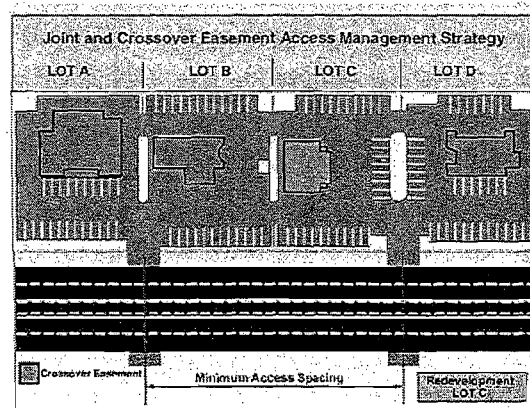 Joint and Crossover Easement Access Management Strategy
LOT A
LOT B
LOT C
LOT D
Crossover Easement
Minimum Access Spacing
Redevelopment
LOT C